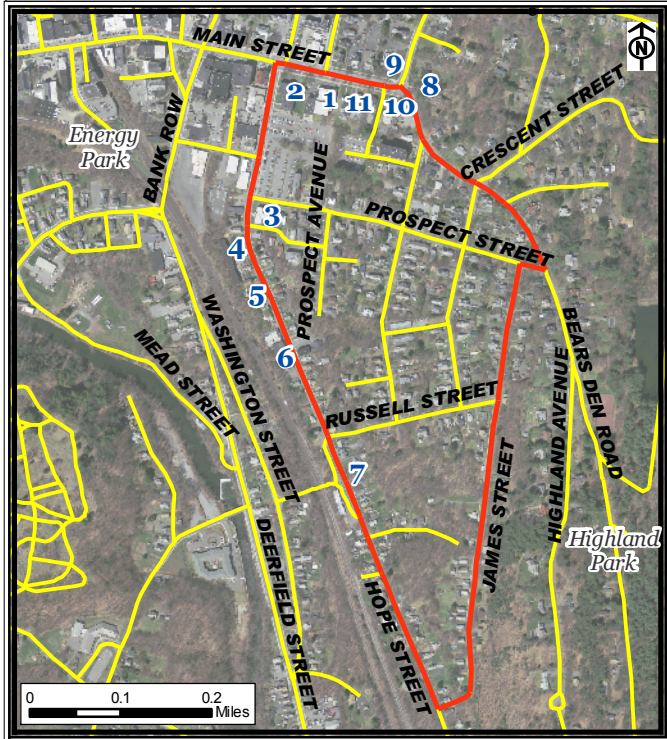 MAIN STREET
N
9
8
2
1
11
10
CRESCENT STREET
Energy
Park
BANK ROW
PROSPECT AVENUE
PROSPECT STREET
3
4
5
6
WASHINGTON STREET
MEAD STREET
BEARS DEN ROAD
HIGHLAND AVENUE
RUSSELL STREET
7
JAMES STREET
Highland
Park
DEERFIELD STREET
HOPE STREET
0 0.1 0.2
Miles